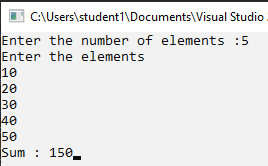 C:\Users\student1\Documents\Visual Studio
Enter the number of elements :5
Enter the elements
10
20
30
40
50
Sum : 150